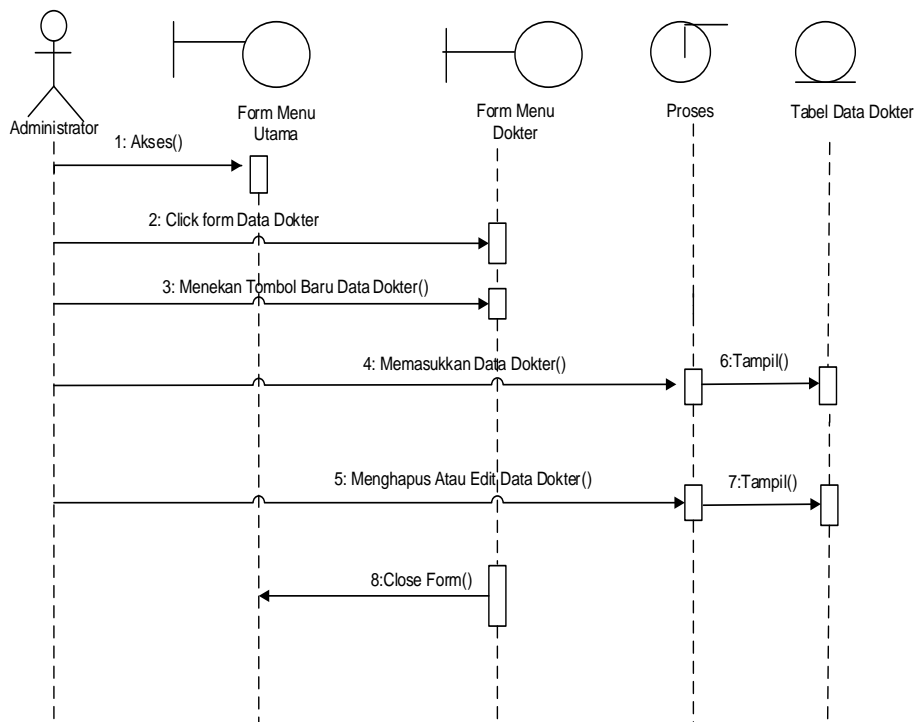 Administrator
Form Menu
Utama
Form Menu
Dokter
Proses
Tabel Data Dokter
1: Akses()
2: Click form Data Dokter
3: Menekan Tombol Baru Data Dokter()
4: Memasukkan Data Dokter()
6:Tampil()
5: Menghapus Atau Edit Data Dokter()
7:Tampil()
8:Close Form()